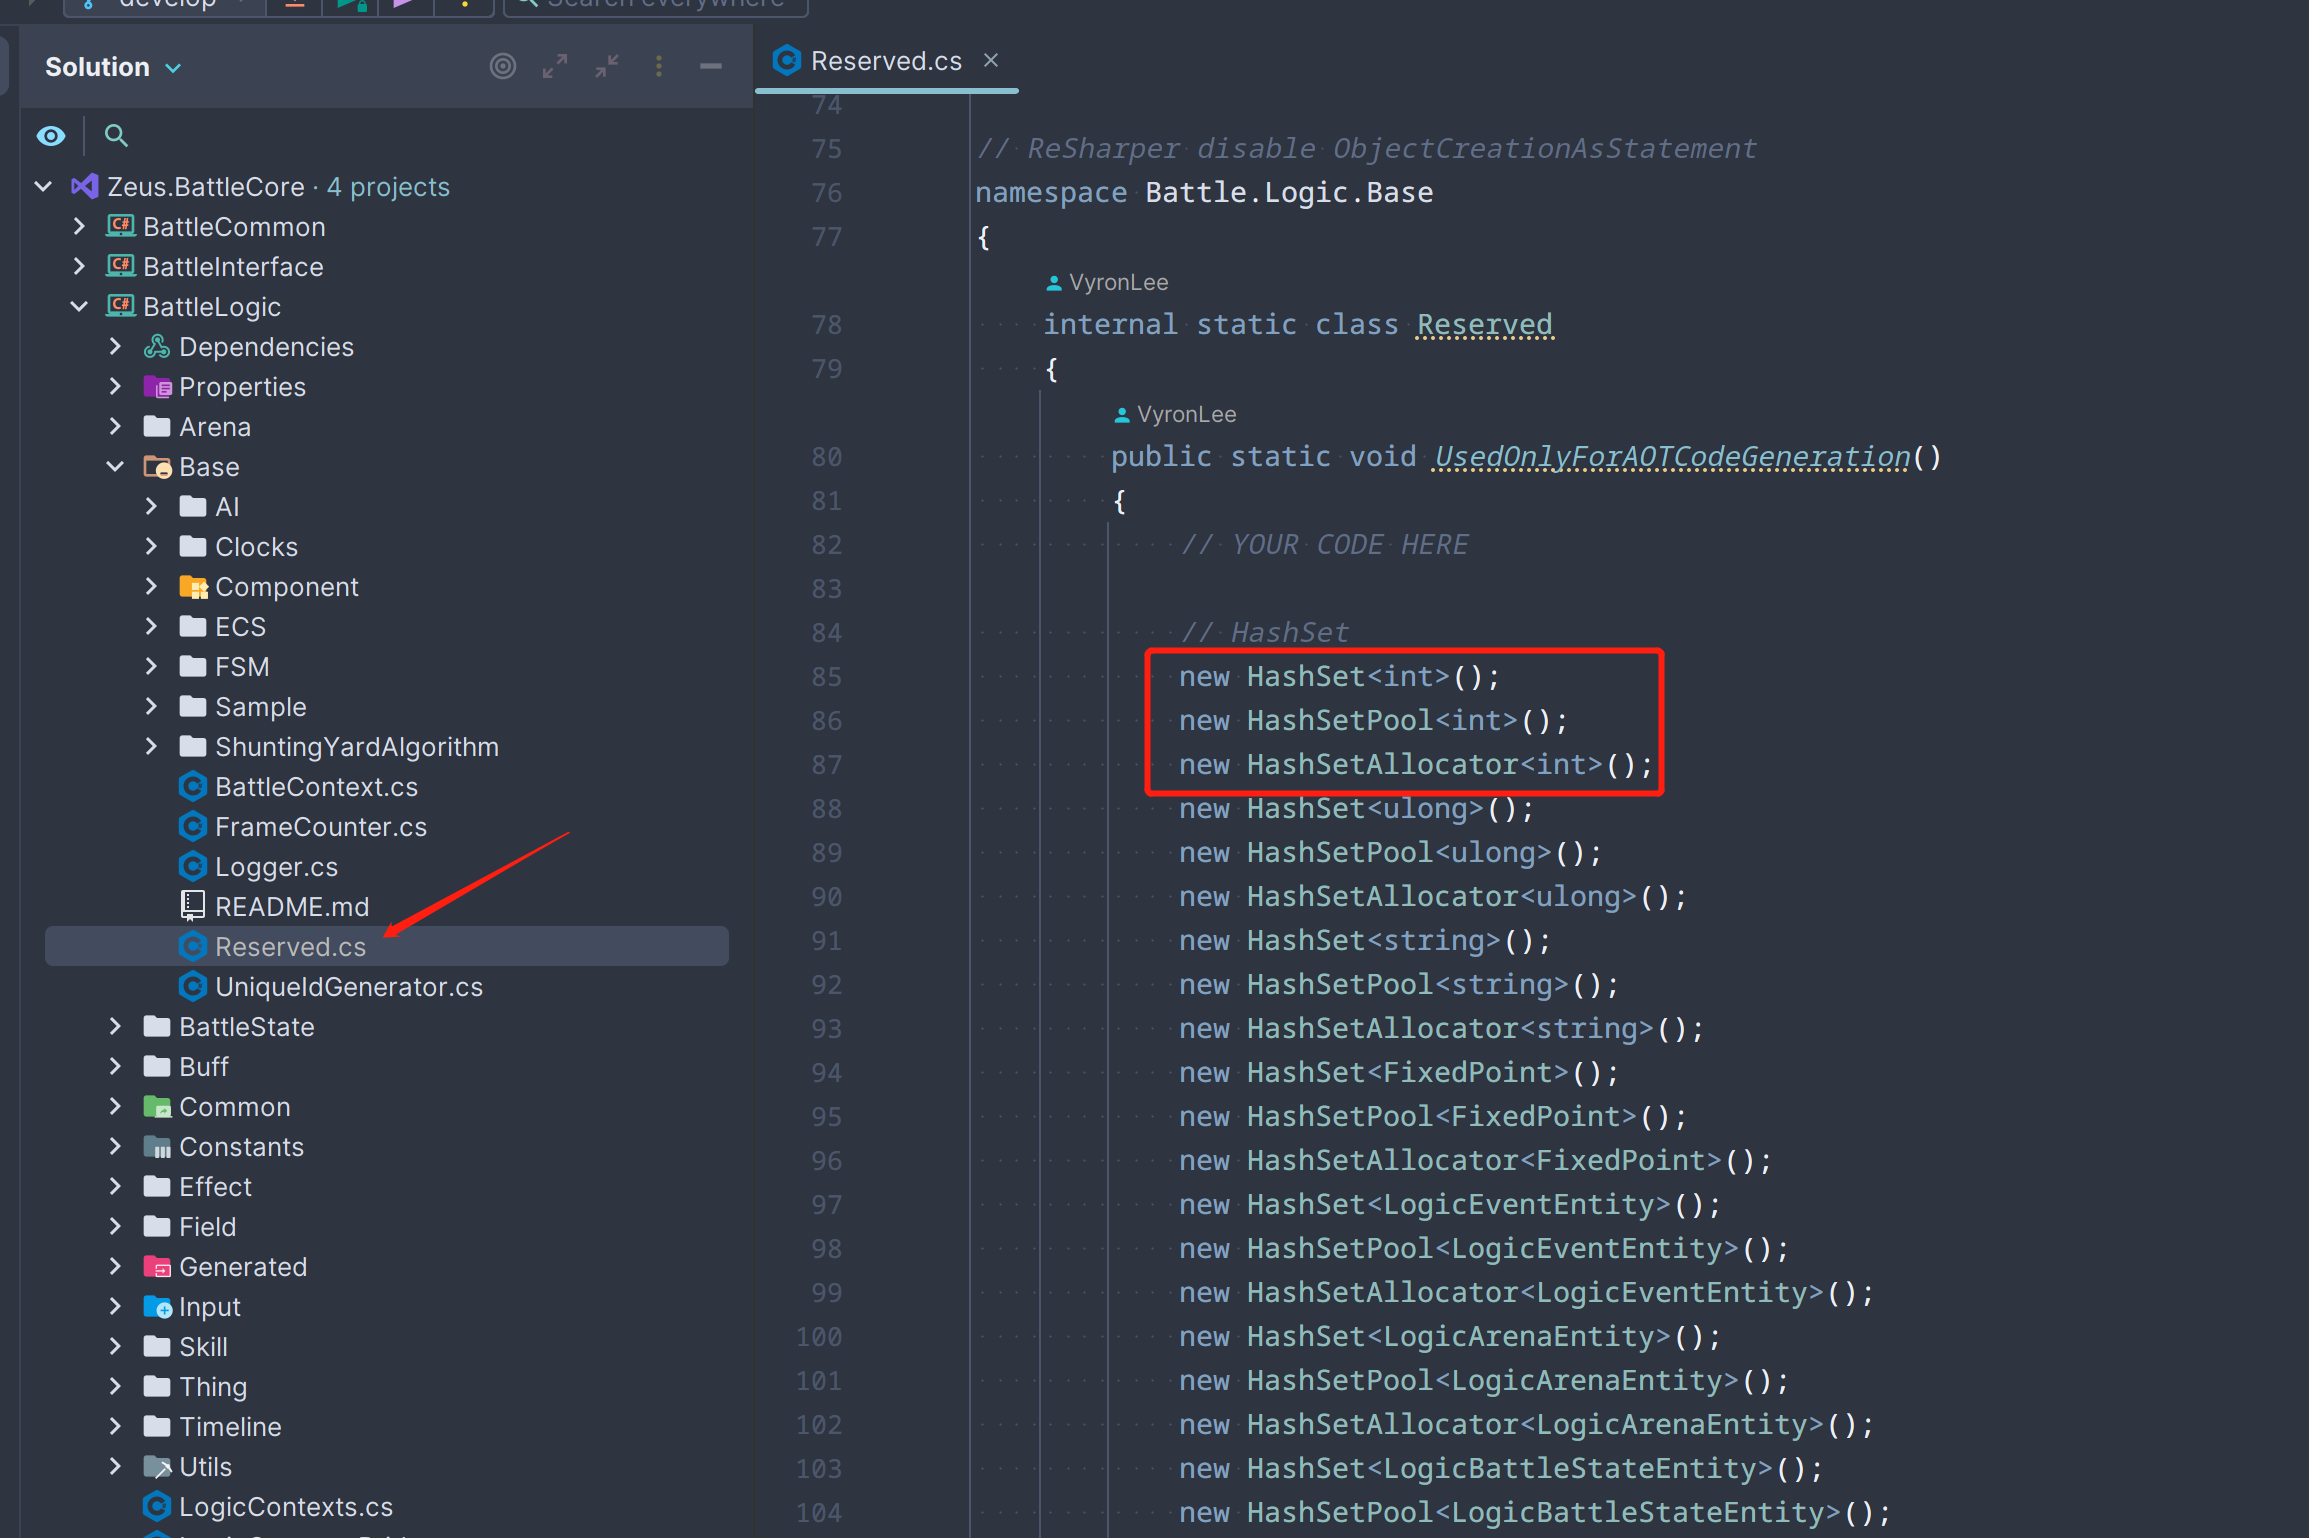 develop
Search everywhere
Solution
Zeus.BattleCore · 4 projects
BattleCommon
BattleInterface
BattleLogic
Dependencies
Properties
Arena
Base
AI
Clocks
Component
ECS
FSM
Sample
ShuntingYardAlgorithm
BattleContext.cs
FrameCounter.cs
Logger.cs
README.md
Reserved.cs
UniqueIdGenerator.cs
BattleState
Buff
Common
Constants
Effect
Field
Generated
Input
Skill
Thing
Timeline
Utils
LogicContexts.cs
Reserved.cs
74
75 // ReSharper disable ObjectCreationAsStatement
76 namespace Battle.Logic.Base
77 {
VyronLee
78 internal static class Reserved
79 {
VyronLee
80 public static void UsedOnlyForAOTCodeGeneration()
81 {
82 // YOUR CODE HERE
83
84 // HashSet
85 new HashSet<int>();
86 new HashSetPool<int>();
87 new HashSetAllocator<int>();
88 new HashSet<ulong>();
89 new HashSetPool<ulong>();
90 new HashSetAllocator<ulong>();
91 new HashSet<string>();
92 new HashSetPool<string>();
93 new HashSetAllocator<string>();
94 new HashSet<FixedPoint>();
95 new HashSetPool<FixedPoint>();
96 new HashSetAllocator<FixedPoint>();
97 new HashSet<LogicEventEntity>();
98 new HashSetPool<LogicEventEntity>();
99 new HashSetAllocator<LogicEventEntity>();
100 new HashSet<LogicArenaEntity>();
101 new HashSetPool<LogicArenaEntity>();
102 new HashSetAllocator<LogicArenaEntity>();
103 new HashSet<LogicBattleStateEntity>();
104 new HashSetPool<LogicBattleStateEntity>();